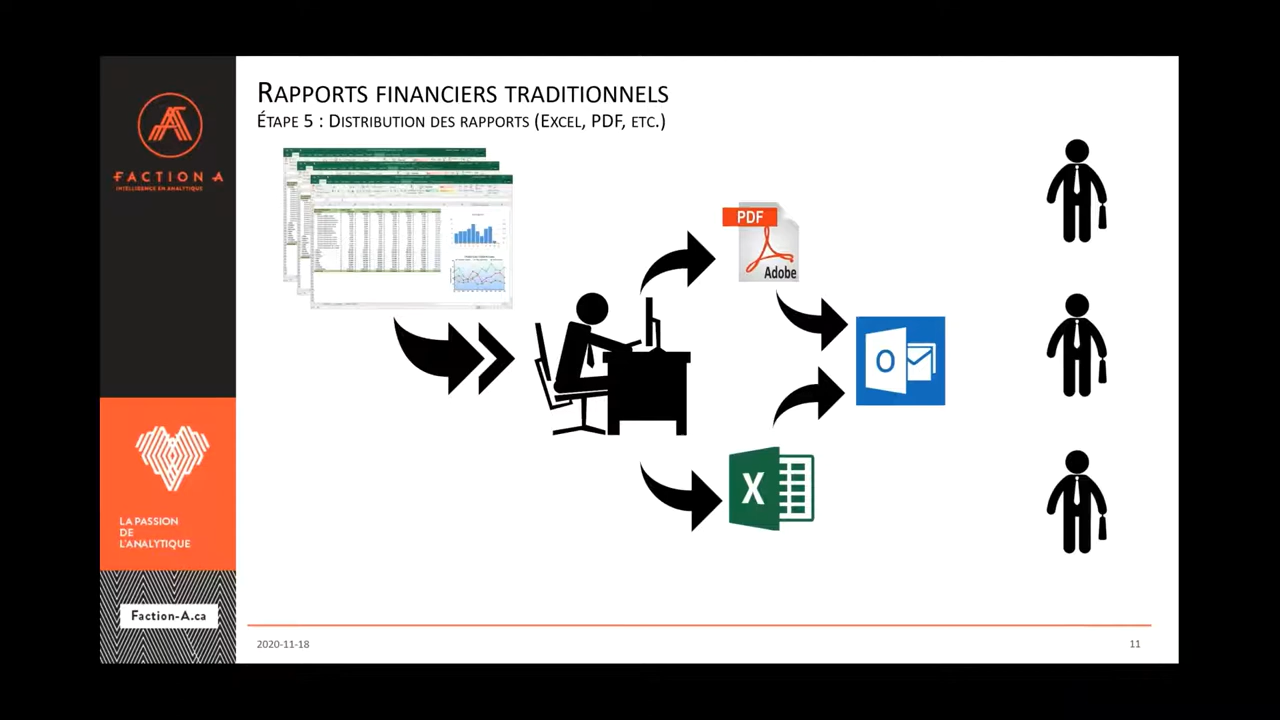 RAPPORTS FINANCIERS TRADITIONNELS
ÉTAPE 5 : DISTRIBUTION DES RAPPORTS (EXCEL, PDF, ETC.)
FACTION A
INTELLIGENCE EN ANALYTIQUE
PDF
Adobe
O
X
LA PASSION
DE
L'ANALYTIQUE
Faction-A.ca
2020-11-18
11